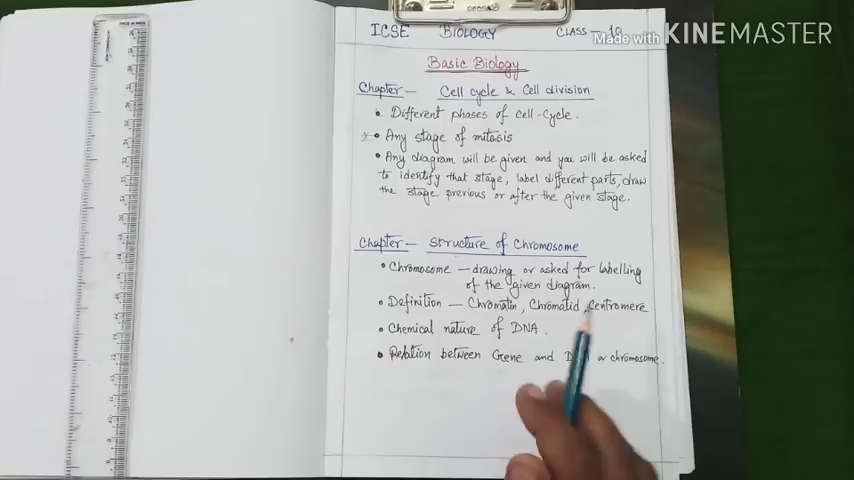 ICSE BIOLOGY CLASS - 10
Made with KINEMASTER
Basic Biology
Chapter - Cell cycle & Cell division
• Different phases of cell-cycle.
* • Any stage of mitosis
• Any diagram will be given and you will be asked
to identify that stage, label different parts, draw
the stage previous or after the given stage.
Chapter - Structure of Chromosome
• Chromosome - drawing or asked for labelling
of the given diagram.
• Definition - Chromatin, Chromatid, Centromere
• Chemical nature of DNA.
• Relation between Gene and DNA or chromosome.